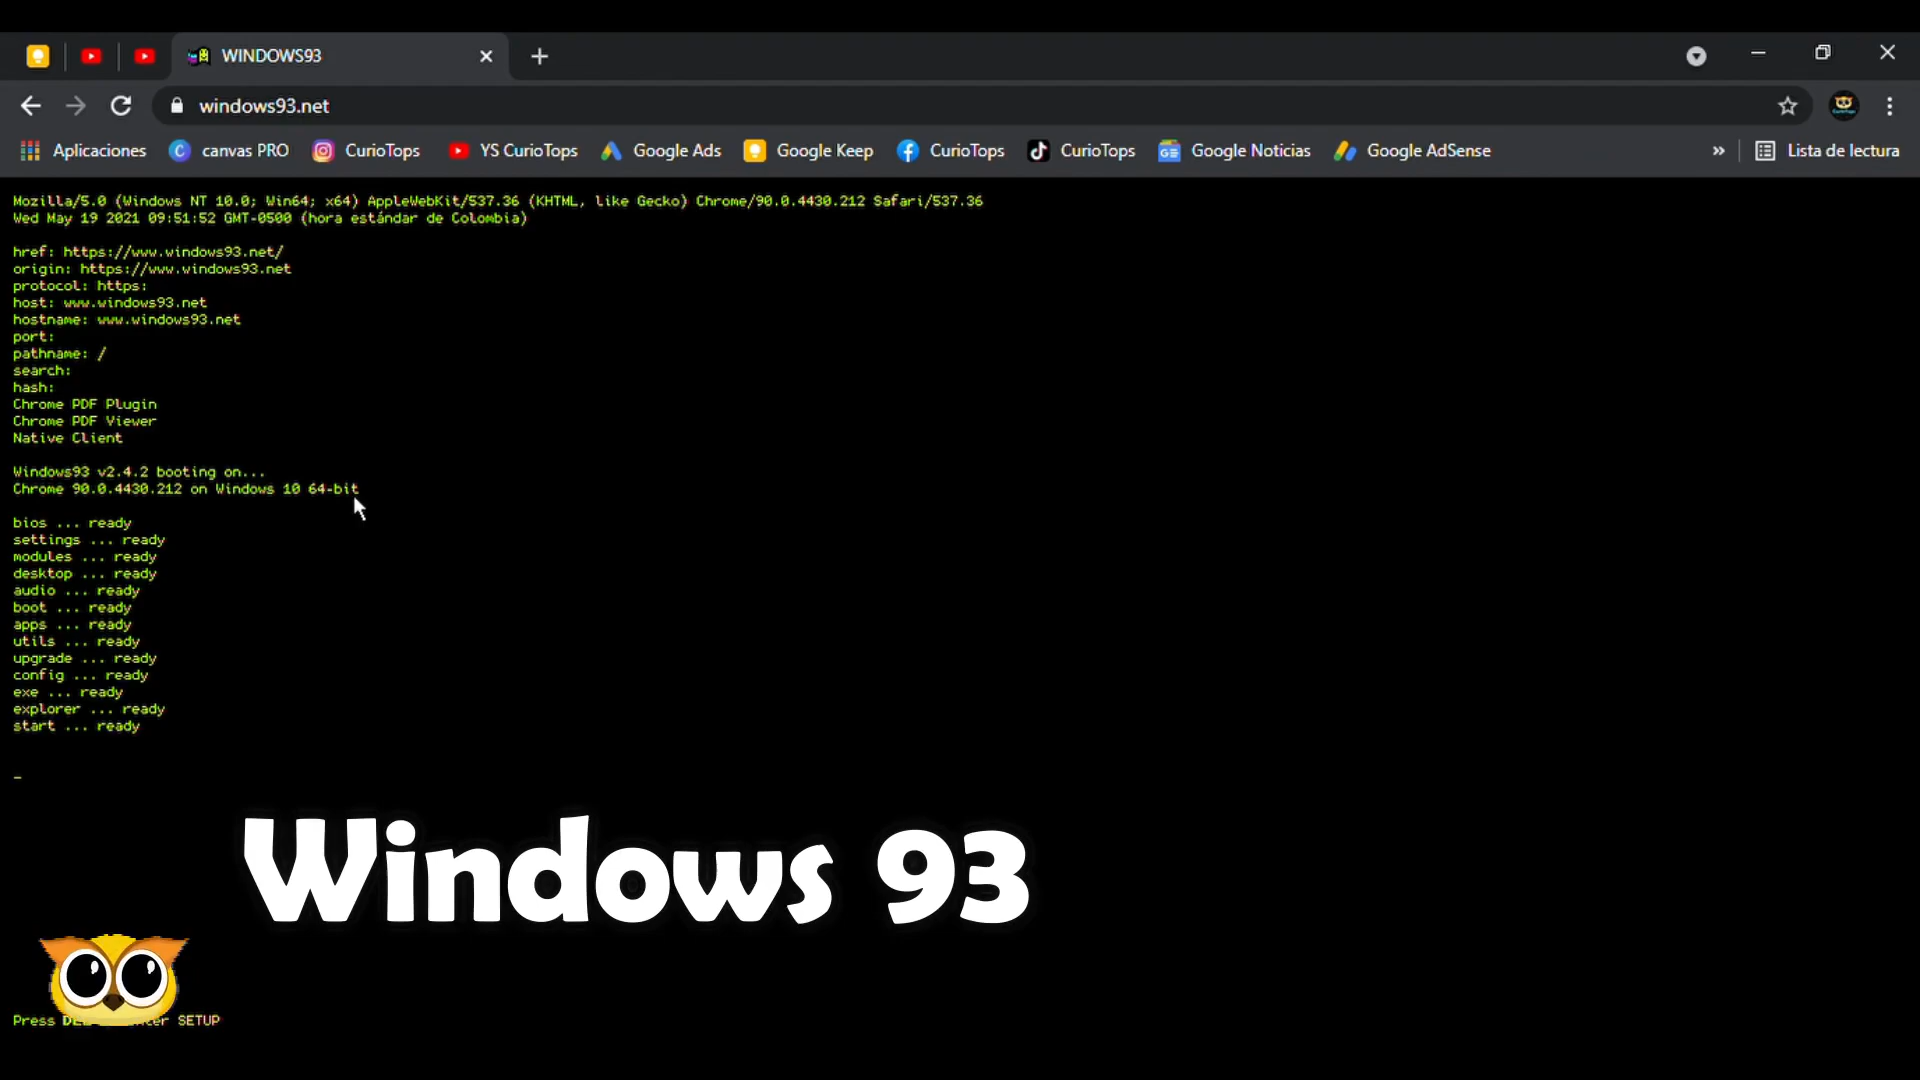 WINDOWS93
windows93.net
Aplicaciones canvas PRO CurioTops YS CurioTops Google Ads Google Keep CurioTops CurioTops Google Noticias Google AdSense » Lista de lectura
Mozilla/5.0 (Windows NT 10.0; Win64; x64) AppleWebKit/537.36 (KHTML, like Gecko) Chrome/90.0.4430.212 Safari/537.36
Wed May 19 2021 09:51:52 GMT-0500 (hora estándar de Colombia)
href: https://www.windows93.net/
origin: https://www.windows93.net
protocol: https:
host: www.windows93.net
hostname: www.windows93.net
port:
pathname: /
search:
hash:
Chrome PDF Plugin
Chrome PDF Viewer
Native Client
Windows93 v2.4.2 booting on...
Chrome 90.0.4430.212 on Windows 10 64-bit
bios ... ready
settings ... ready
modules ... ready
desktop ... ready
audio ... ready
boot ... ready
apps ... ready
utils ... ready
upgrade ... ready
config ... ready
exe ... ready
explorer ... ready
start ... ready
_
Windows 93
Press SETUP